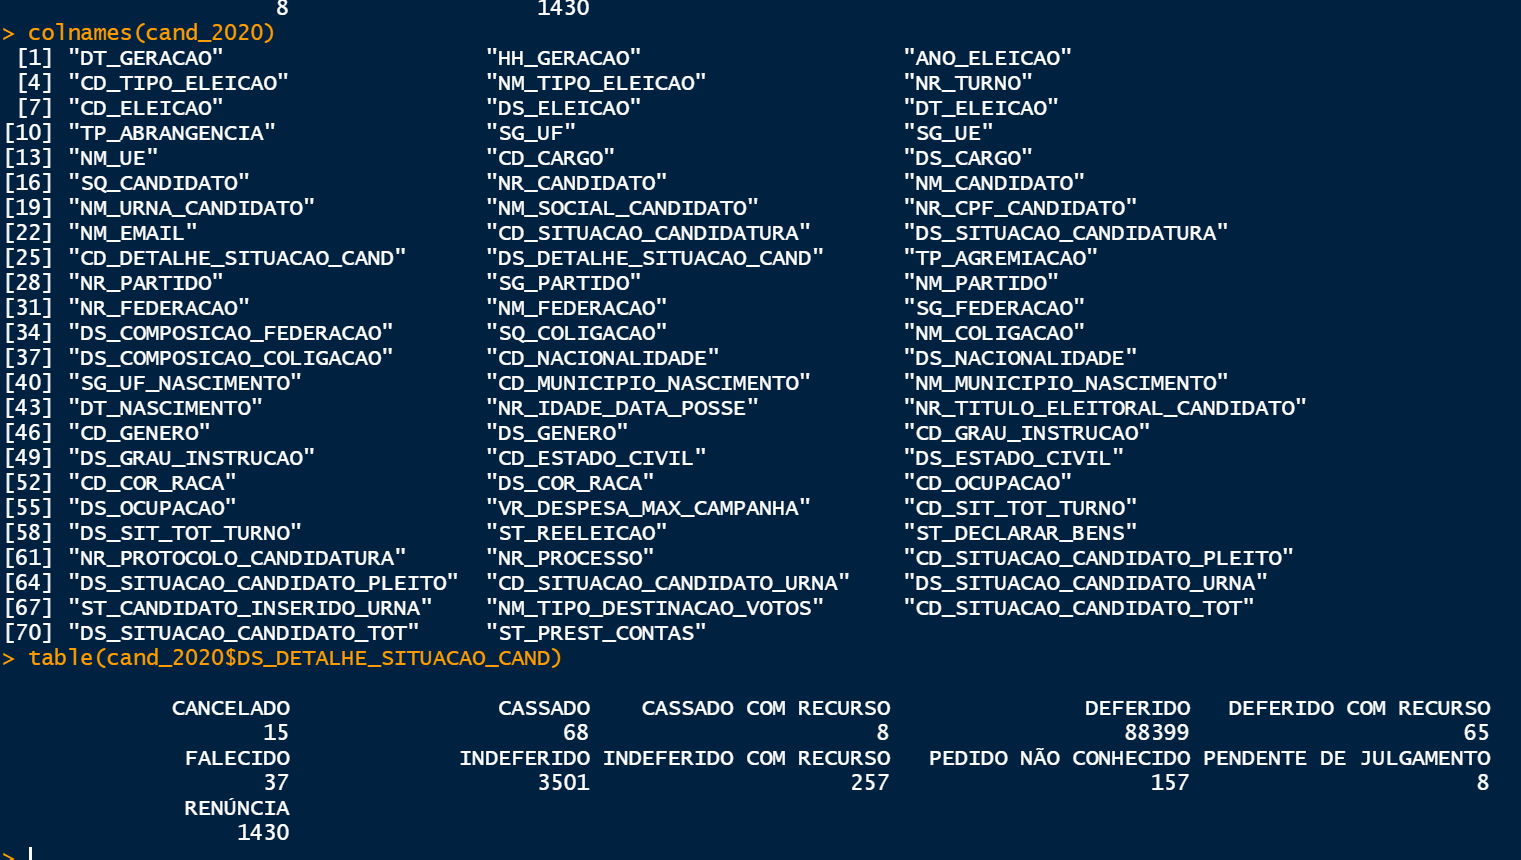 8 1430
> colnames(cand_2020)
[1] "DT_GERACAO" "HH_GERACAO" "ANO_ELEICAO"
[4] "CD_TIPO_ELEICAO" "NM_TIPO_ELEICAO" "NR_TURNO"
[7] "CD_ELEICAO" "DS_ELEICAO" "DT_ELEICAO"
[10] "TP_ABRANGENCIA" "SG_UF" "SG_UE"
[13] "NM_UE" "CD_CARGO" "DS_CARGO"
[16] "SQ_CANDIDATO" "NR_CANDIDATO" "NM_CANDIDATO"
[19] "NM_URNA_CANDIDATO" "NM_SOCIAL_CANDIDATO" "NR_CPF_CANDIDATO"
[22] "NM_EMAIL" "CD_SITUACAO_CANDIDATURA" "DS_SITUACAO_CANDIDATURA"
[25] "CD_DETALHE_SITUACAO_CAND" "DS_DETALHE_SITUACAO_CAND" "TP_AGREMIACAO"
[28] "NR_PARTIDO" "SG_PARTIDO" "NM_PARTIDO"
[31] "NR_FEDERACAO" "NM_FEDERACAO" "SG_FEDERACAO"
[34] "DS_COMPOSICAO_FEDERACAO" "SQ_COLIGACAO" "NM_COLIGACAO"
[37] "DS_COMPOSICAO_COLIGACAO" "CD_NACIONALIDADE" "DS_NACIONALIDADE"
[40] "SG_UF_NASCIMENTO" "CD_MUNICIPIO_NASCIMENTO" "NM_MUNICIPIO_NASCIMENTO"
[43] "DT_NASCIMENTO" "NR_IDADE_DATA_POSSE" "NR_TITULO_ELEITORAL_CANDIDATO"
[46] "CD_GENERO" "DS_GENERO" "CD_GRAU_INSTRUCAO"
[49] "DS_GRAU_INSTRUCAO" "CD_ESTADO_CIVIL" "DS_ESTADO_CIVIL"
[52] "CD_COR_RACA" "DS_COR_RACA" "CD_OCUPACAO"
[55] "DS_OCUPACAO" "VR_DESPESA_MAX_CAMPANHA" "CD_SIT_TOT_TURNO"
[58] "DS_SIT_TOT_TURNO" "ST_REELEICAO" "ST_DECLARAR_BENS"
[61] "NR_PROTOCOLO_CANDIDATURA" "NR_PROCESSO" "CD_SITUACAO_CANDIDATO_PLEITO"
[64] "DS_SITUACAO_CANDIDATO_PLEITO" "CD_SITUACAO_CANDIDATO_URNA" "DS_SITUACAO_CANDIDATO_URNA"
[67] "ST_CANDIDATO_INSERIDO_URNA" "NM_TIPO_DESTINACAO_VOTOS" "CD_SITUACAO_CANDIDATO_TOT"
[70] "DS_SITUACAO_CANDIDATO_TOT" "ST_PREST_CONTAS"
> table(cand_2020$DS_DETALHE_SITUACAO_CAND)
CANCELADO CASSADO CASSADO COM RECURSO DEFERIDO DEFERIDO COM RECURSO
15 68 8 88399 65
FALECIDO INDEFERIDO INDEFERIDO COM RECURSO PEDIDO NÃO CONHECIDO PENDENTE DE JULGAMENTO
37 3501 257 157 8
RENÚNCIA
1430
>